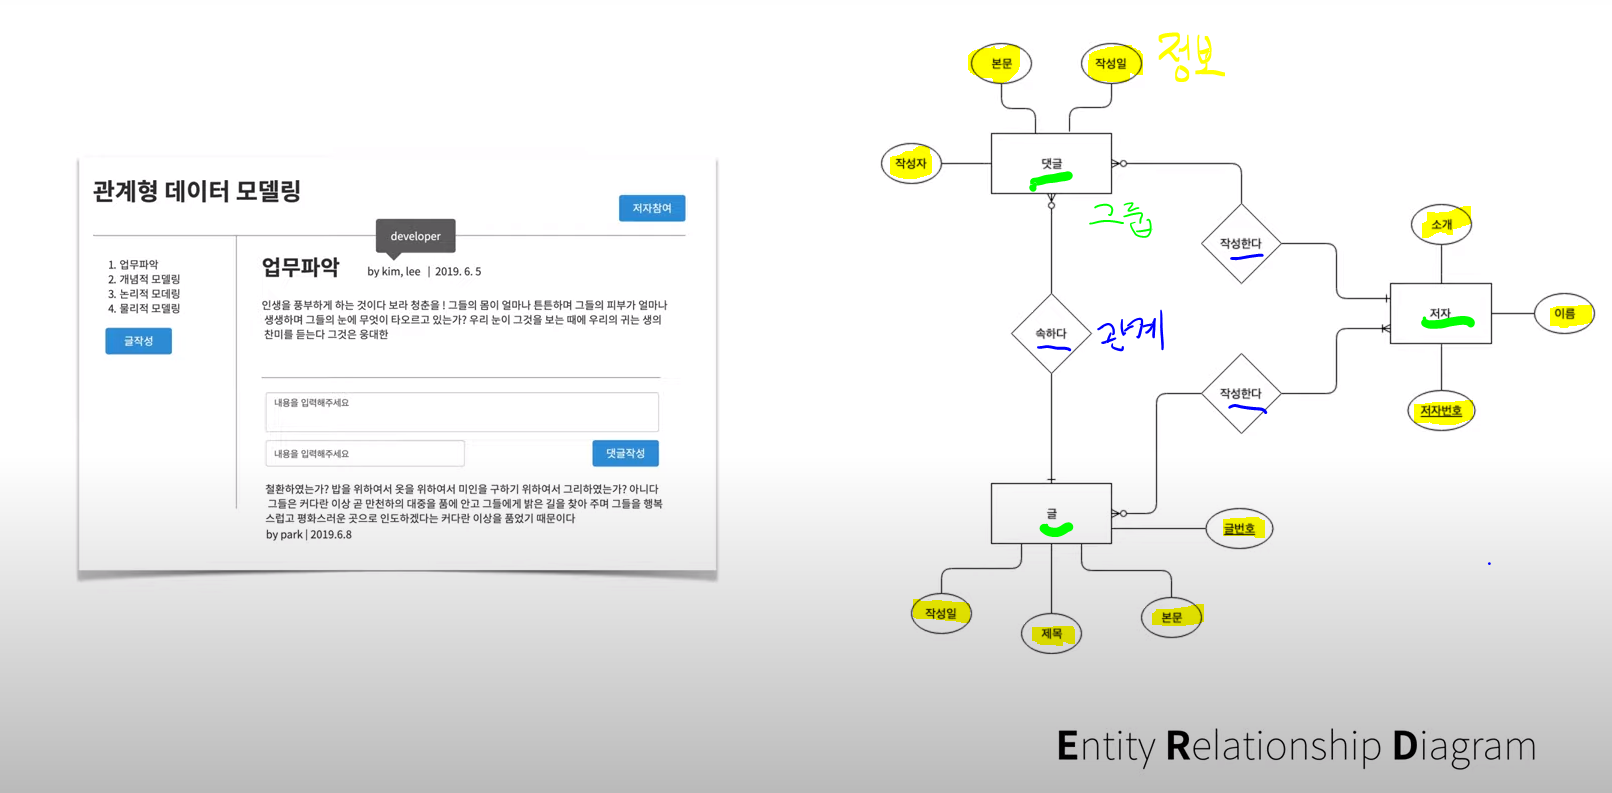 관계형 데이터 모델링
저자참여
developer
1. 업무파악
2. 개념적 모델링
3. 논리적 모데링
4. 물리적 모델링
글작성
업무파악
by kim, lee | 2019. 6. 5
인생을 풍부하게 하는 것이다 보라 청춘을 ! 그들의 몸이 얼마나 튼튼하며 그들의 피부가 얼마나
생생하며 그들의 눈에 무엇이 타오르고 있는가? 우리 눈이 그것을 보는 때에 우리의 귀는 생의
찬미를 듣는다 그것은 웅대한
내용을 입력해주세요
내용을 입력해주세요
댓글작성
철환하였는가? 밥을 위하여서 옷을 위하여서 미인을 구하기 위하여서 그리하였는가? 아니다
그들은 커다란 이상 곧 만천하의 대중을 품에 안고 그들에게 밝은 길을 찾아 주며 그들을 행복
스럽고 평화스러운 곳으로 인도하겠다는 커다란 이상을 품었기 때문이다
by park | 2019.6.8
본문
작성일
정보
작성자
댓글
그룹
작성한다
소개
저자
이름
속하다
관계
작성한다
저자번호
글
글번호
작성일
제목
본문
Entity Relationship Diagram